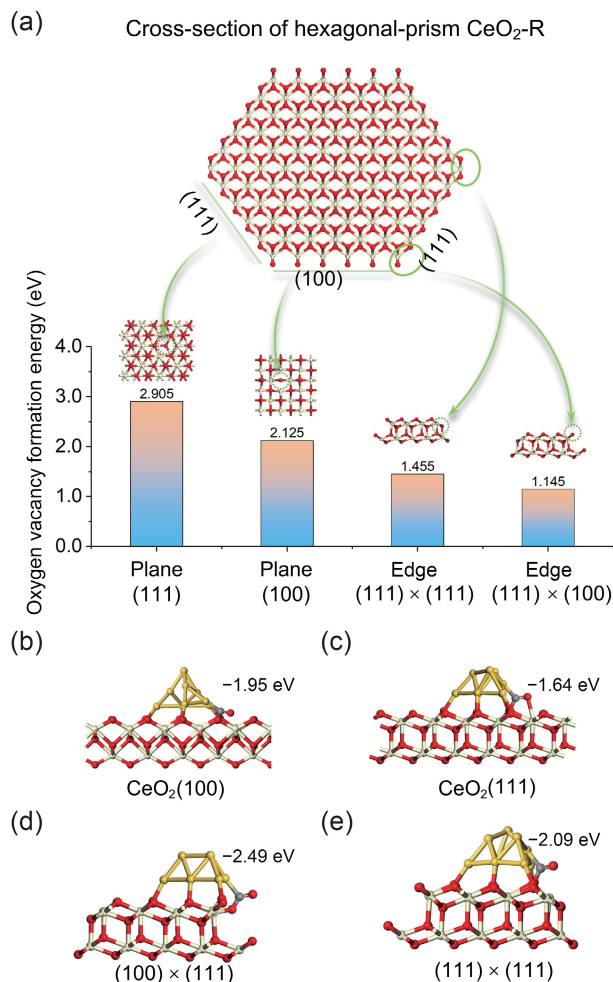 (a)
Cross-section of hexagonal-prism CeO₂-R
(111)
(100)
(111)
Oxygen vacancy formation energy (eV)
4.0
3.0
2.0
1.0
0.0
2.905
2.125
1.455
1.145
Plane
(111)
Plane
(100)
Edge
(111) × (111)
Edge
(111) × (100)
(b)
−1.95 eV
CeO₂(100)
(c)
−1.64 eV
CeO₂(111)
(d)
−2.49 eV
(100) × (111)
(e)
−2.09 eV
(111) × (111)